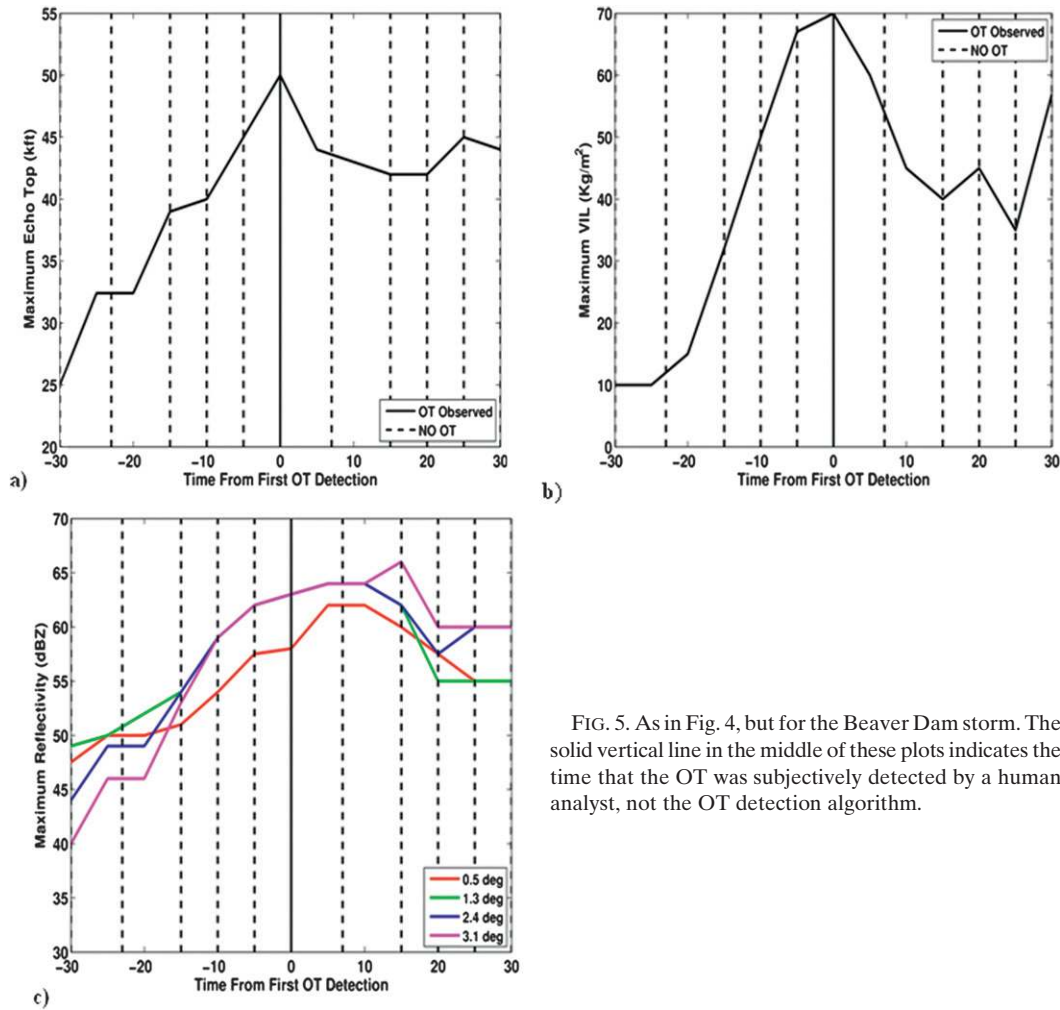 55
50
45
40
35
30
25
20
Maximum Echo Top (kft)
OT Observed
NO OT
−30 −20 −10 0 10 20 30
Time From First OT Detection
a)
70
60
50
40
30
20
10
0
Maximum VIL (Kg/m²)
OT Observed
NO OT
−30 −20 −10 0 10 20 30
Time From First OT Detection
b)
70
65
60
55
50
45
40
35
30
Maximum Reflectivity (dBZ)
0.5 deg
1.3 deg
2.4 deg
3.1 deg
−30 −20 −10 0 10 20 30
Time From First OT Detection
c)
FIG. 5. As in Fig. 4, but for the Beaver Dam storm. The
solid vertical line in the middle of these plots indicates the
time that the OT was subjectively detected by a human
analyst, not the OT detection algorithm.